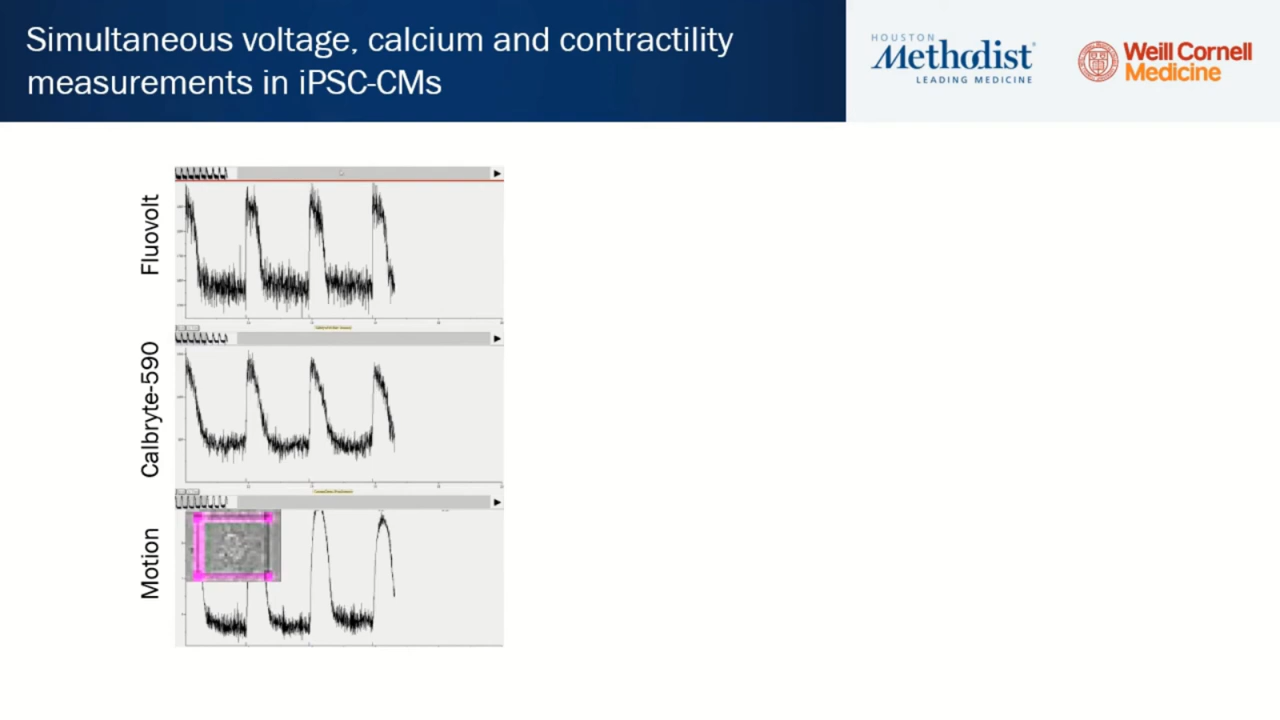 Simultaneous voltage, calcium and contractility
measurements in iPSC-CMs
HOUSTON
Methodist
LEADING MEDICINE
Weill Cornell
Medicine
Fluovolt
Calbryte-590
Motion